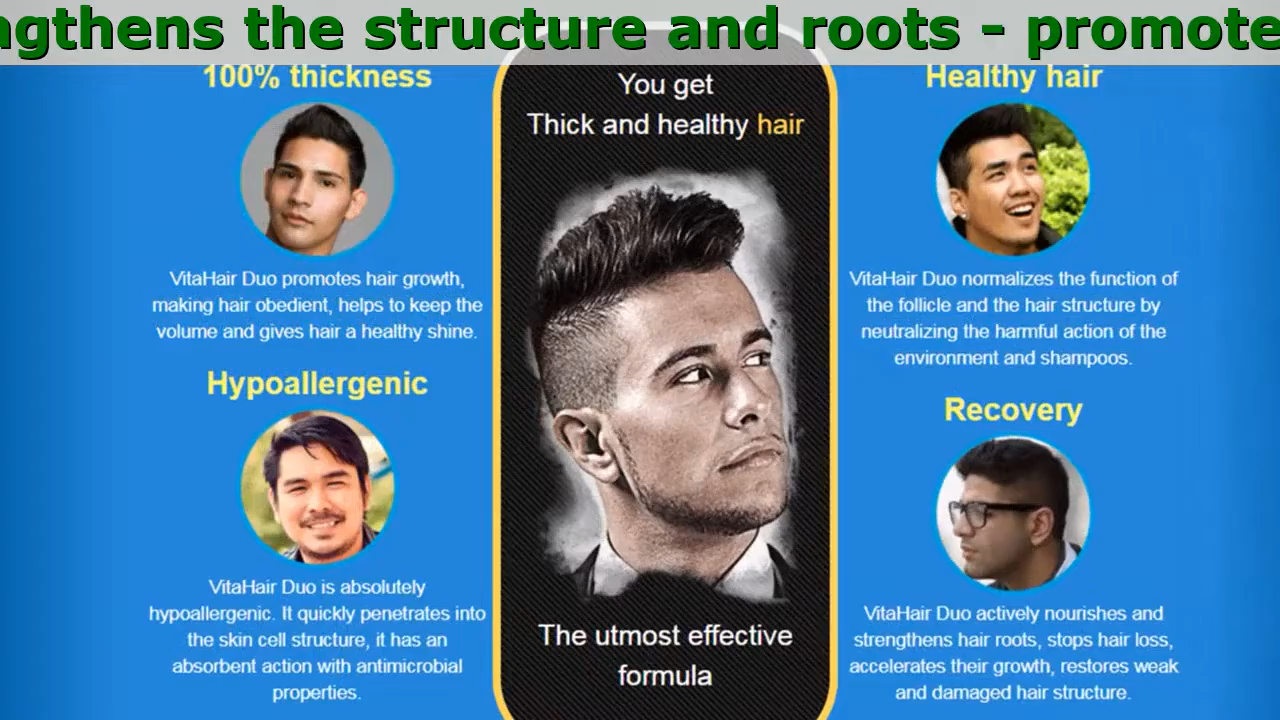 ngthens the structure and roots - promote
100% thickness
VitaHair Duo promotes hair growth,
making hair obedient, helps to keep the
volume and gives hair a healthy shine.
Hypoallergenic
VitaHair Duo is absolutely
hypoallergenic. It quickly penetrates into
the skin cell structure, it has an
absorbent action with antimicrobial
properties.
You get
Thick and healthy hair
The utmost effective
formula
Healthy hair
VitaHair Duo normalizes the function of
the follicle and the hair structure by
neutralizing the harmful action of the
environment and shampoos.
Recovery
VitaHair Duo actively nourishes and
strengthens hair roots, stops hair loss,
accelerates their growth, restores weak
and damaged hair structure.